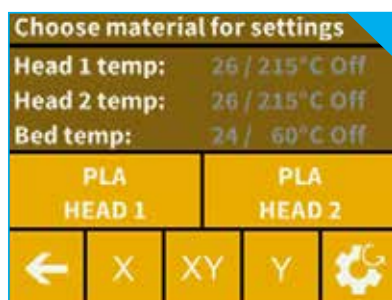 Choose material for settings
Head 1 temp: 26 / 215°C Off
Head 2 temp: 26 / 215°C Off
Bed temp: 24 / 60°C Off
PLA PLA
HEAD 1 HEAD 2
X XY Y